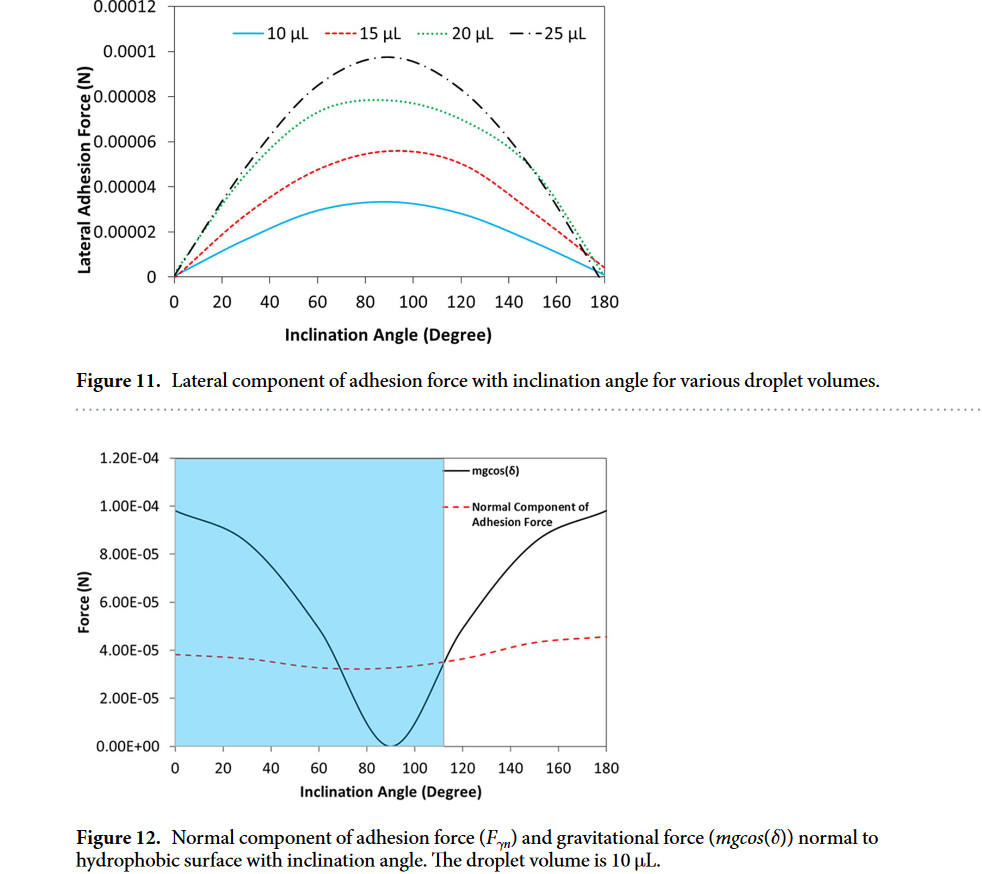 0.00012
10 µL 15 µL 20 µL 25 µL
0.0001
0.00008
0.00006
0.00004
0.00002
0
Lateral Adhesion Force (N)
0 20 40 60 80 100 120 140 160 180
Inclination Angle (Degree)
Figure 11. Lateral component of adhesion force with inclination angle for various droplet volumes.
1.20E-04
mgcos(δ)
1.00E-04
Normal Component of
Adhesion Force
8.00E-05
6.00E-05
4.00E-05
2.00E-05
0.00E+00
Force (N)
0 20 40 60 80 100 120 140 160 180
Inclination Angle (Degree)
Figure 12. Normal component of adhesion force (Fγn) and gravitational force (mgcos(δ)) normal to
hydrophobic surface with inclination angle. The droplet volume is 10 µL.